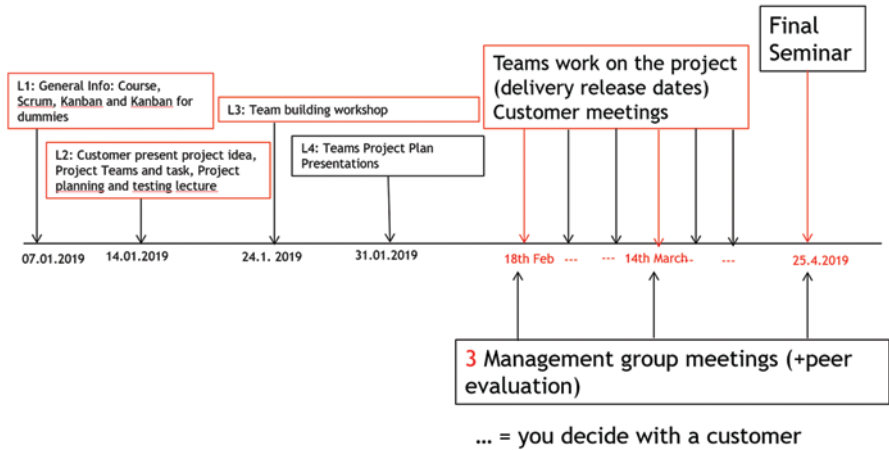 Final
Seminar
Teams work on the project
(delivery release dates)
Customer meetings
L1: General Info: Course,
Scrum, Kanban and Kanban for
dummies
L3: Team building workshop
L2: Customer present project idea,
Project Teams and task, Project
planning and testing lecture
L4: Teams Project Plan
Presentations
07.01.2019
14.01.2019
24.1. 2019
31.01.2019
18th Feb
---
---
14th March
--
---
25.4.2019
3 Management group meetings (+peer
evaluation)
... = you decide with a customer